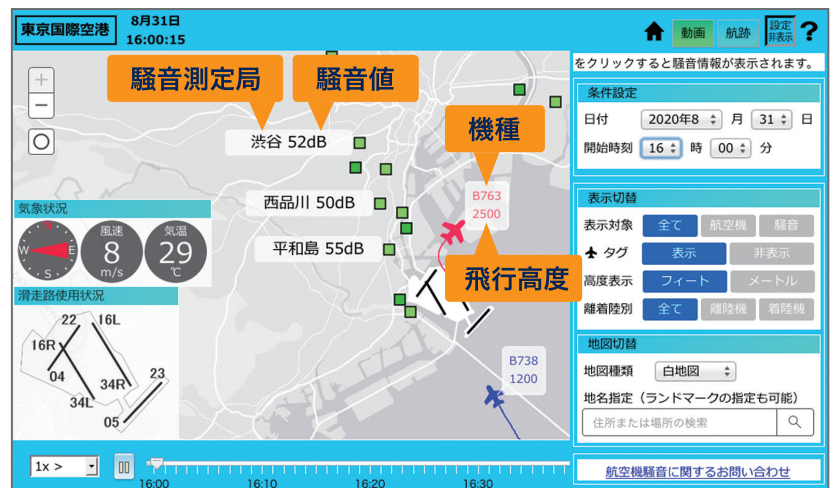 東京国際空港
8月31日
16:00:15
動画
航跡
設定
非表示
?
をクリックすると騒音情報が表示されます。
騒音測定局
騒音値
機種
飛行高度
渋谷 52dB
西品川 50dB
平和島 55dB
B763
2500
B738
1200
気象状況
N
W
E
S
風速
8
m/s
気温
29
℃
滑走路使用状況
22
16L
16R
04
34R
23
34L
05
条件設定
日付
2020年8
月
31
日
開始時刻
16
時
00
分
表示切替
表示対象
全て
航空機
騒音
タグ
表示
非表示
高度表示
フィート
メートル
離着陸別
全て
離陸機
着陸機
地図切替
地図種類
白地図
地名指定（ランドマークの指定も可能）
住所または場所の検索
航空機騒音に関するお問い合わせ
1x >
16:00
16:10
16:20
16:30